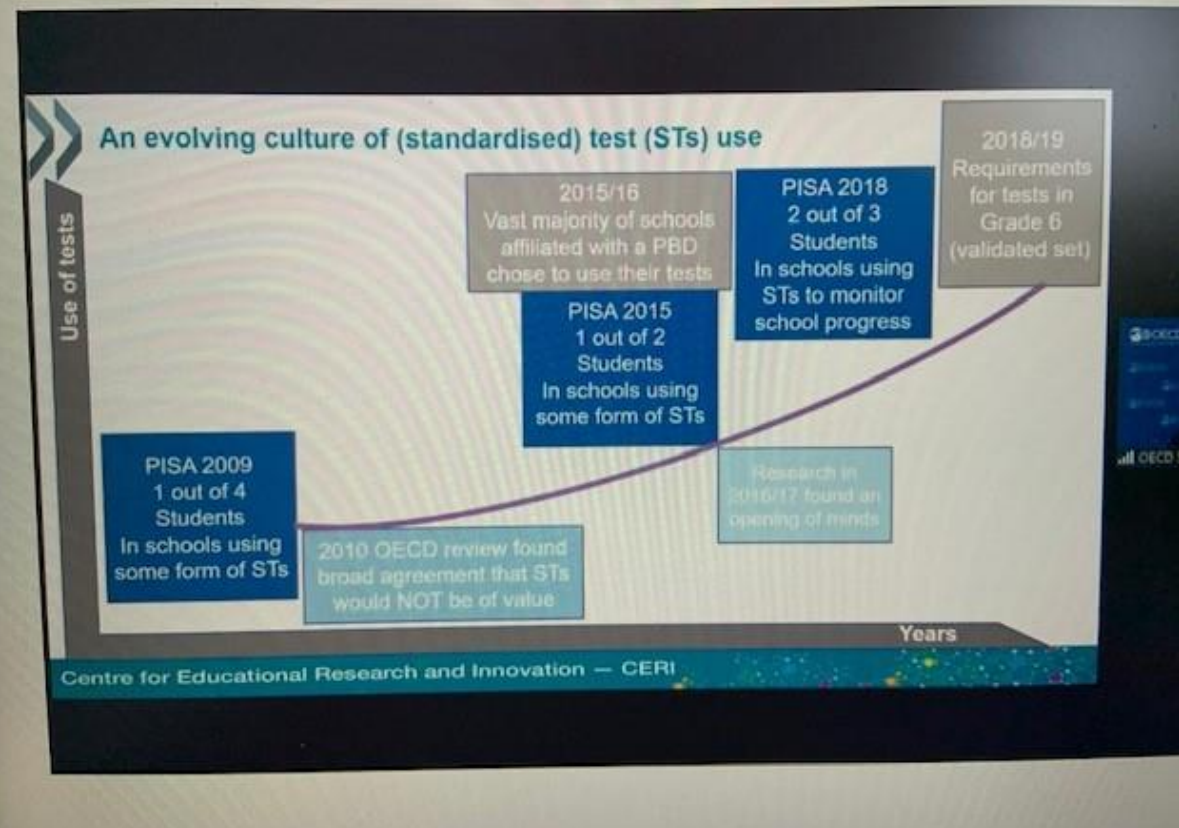 An evolving culture of (standardised) test (STs) use
Use of tests
2018/19
Requirements
for tests in
Grade 6
(validated set)
2015/16
Vast majority of schools
affiliated with a PBD
chose to use their tests
PISA 2018
2 out of 3
Students
In schools using
STs to monitor
school progress
PISA 2015
1 out of 2
Students
In schools using
some form of STs
PISA 2009
1 out of 4
Students
In schools using
some form of STs
Research in
2016/17 found an
opening of minds
2010 OECD review found
broad agreement that STs
would NOT be of value
Years
Centre for Educational Research and Innovation — CERI
OECD